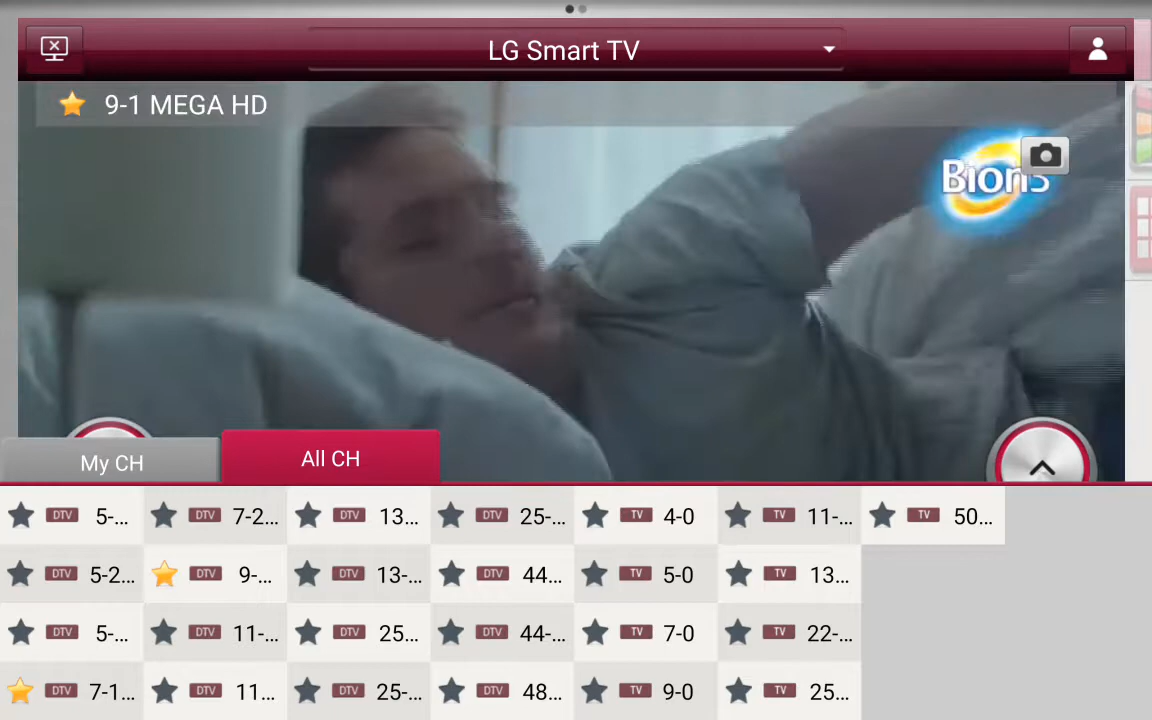 LG Smart TV
9-1 MEGA HD
Bion3
My CH
All CH
DTV 5-... DTV 7-2... DTV 13... DTV 25-... TV 4-0 TV 11-... TV 50...
DTV 5-2... DTV 9-... DTV 13-... DTV 44... TV 5-0 TV 13...
DTV 5-... DTV 11-... DTV 25... DTV 44-... TV 7-0 TV 22-...
DTV 7-1... DTV 11... DTV 25-... DTV 48... TV 9-0 TV 25...